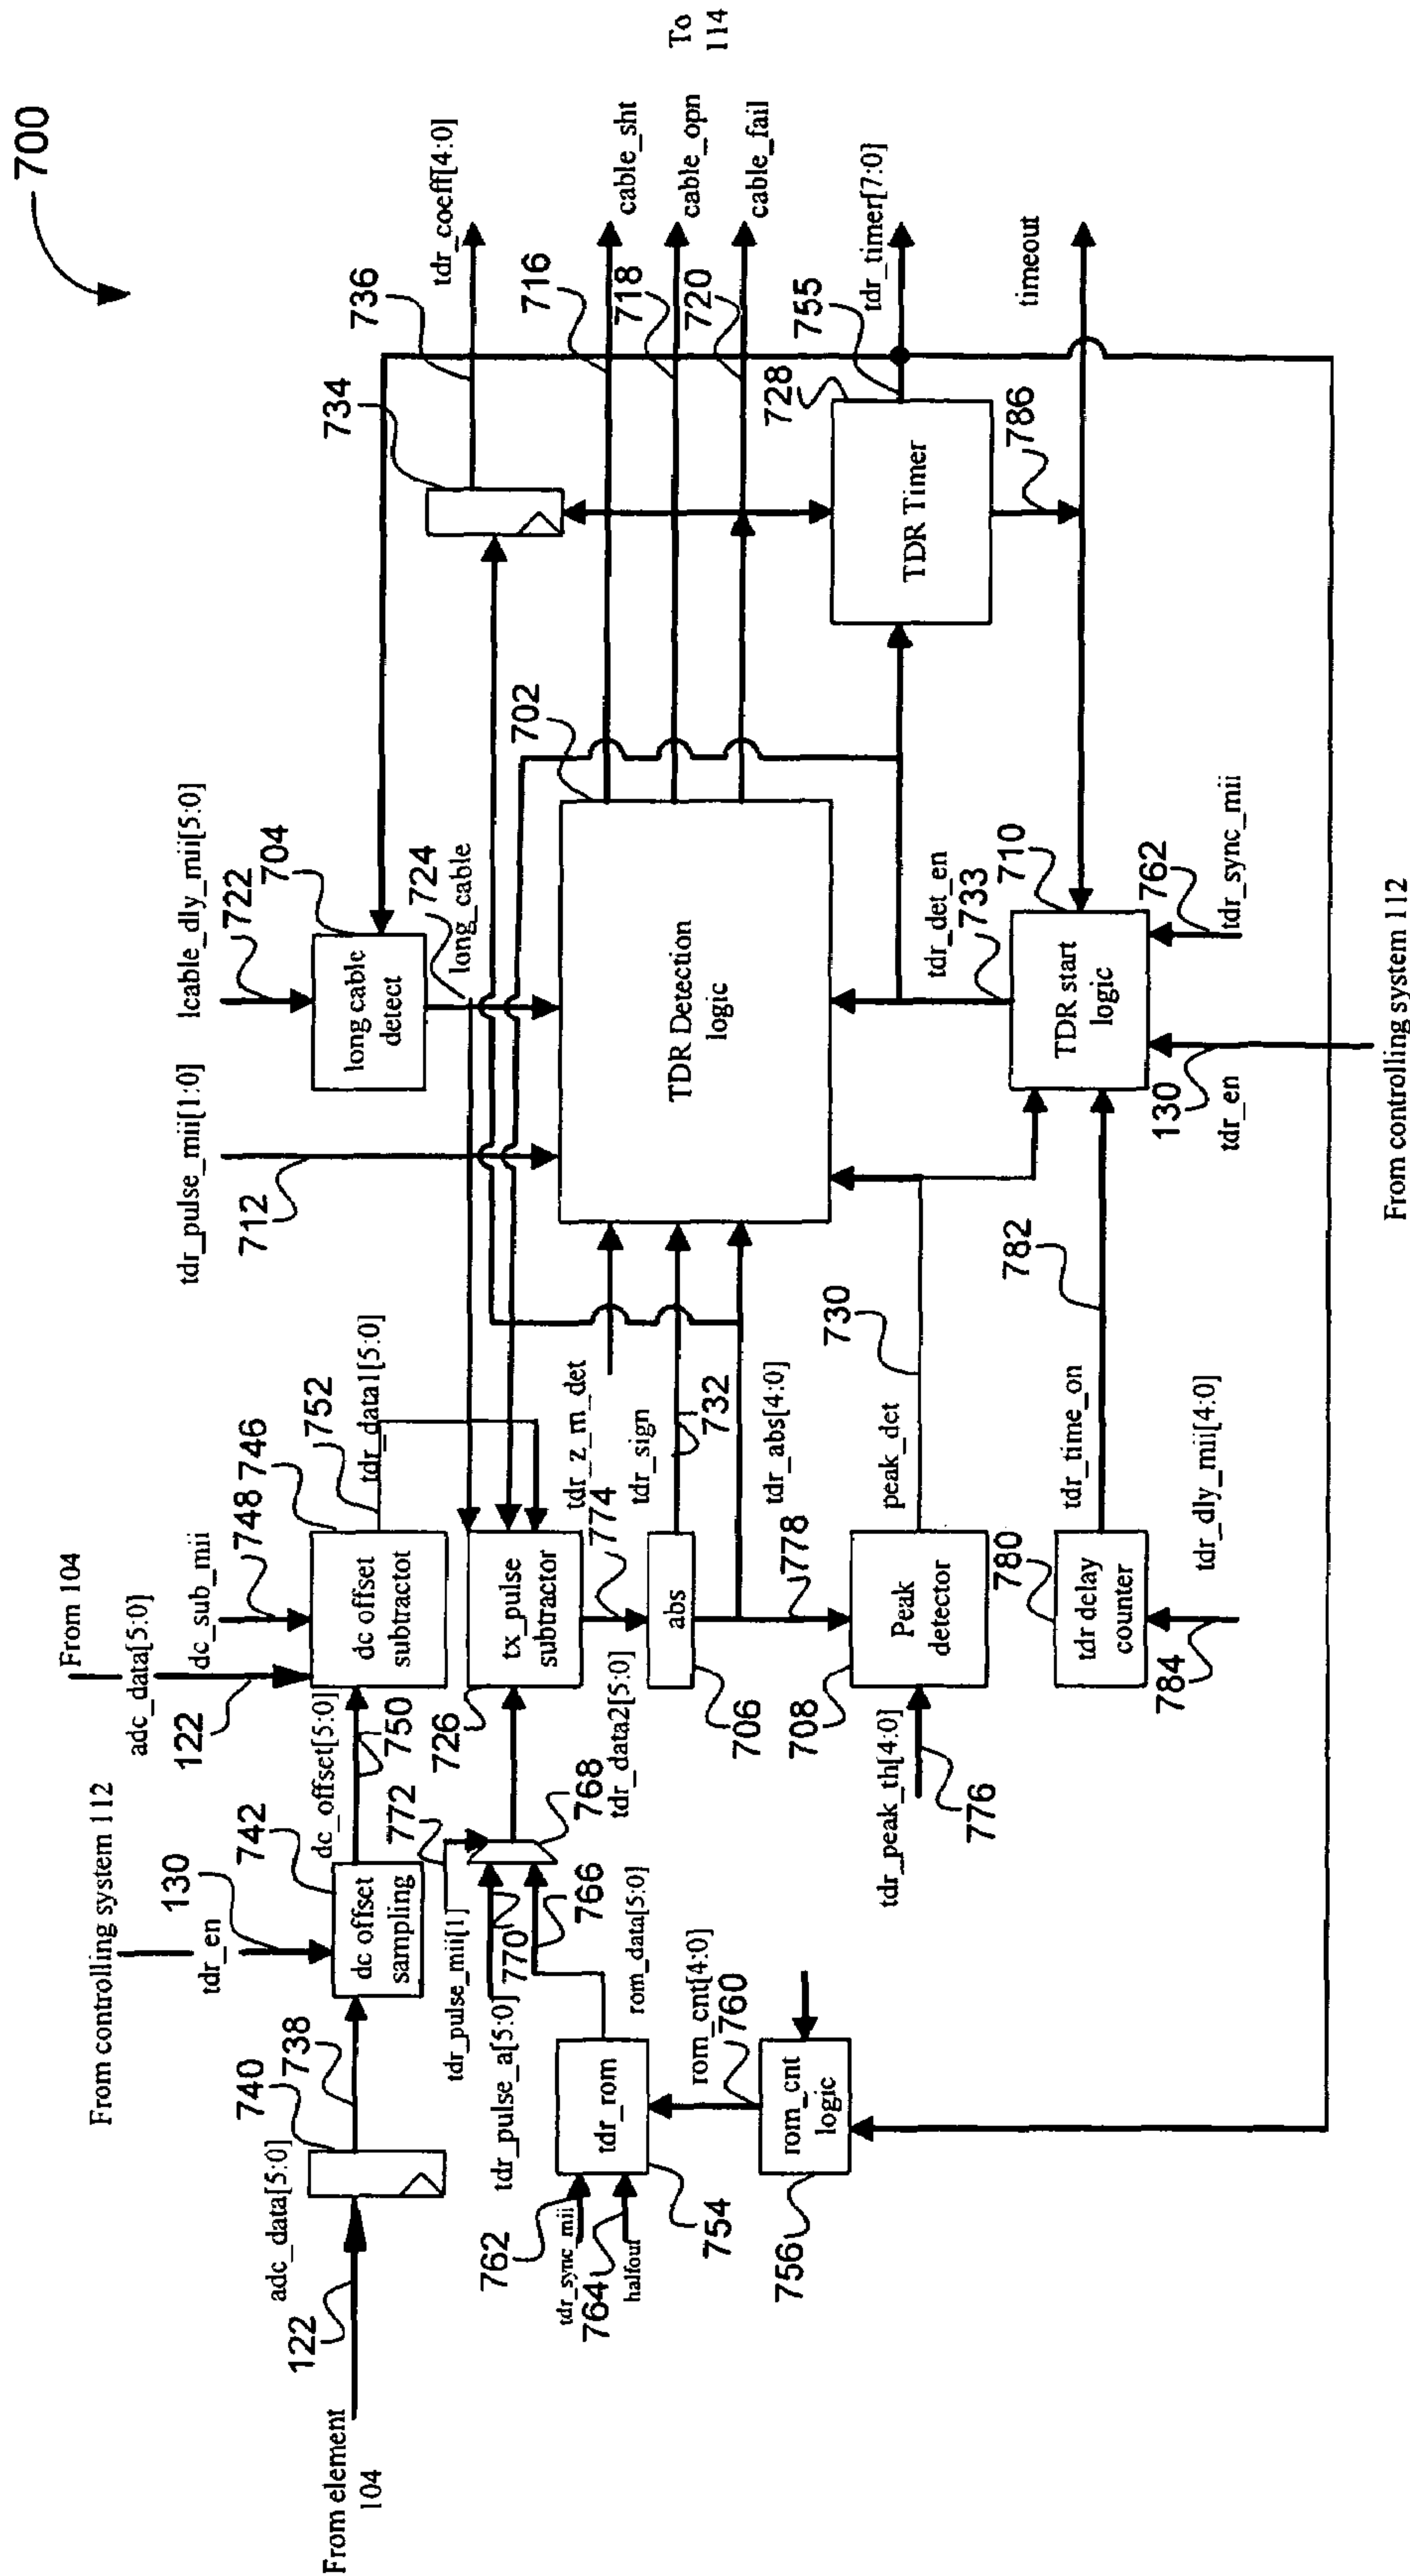 700
To
114
tdr_coeff[4:0]
cable_sht
cable_opn
cable_fail
tdr_timer[7:0]
timeout
736
716
718
720
755
734
728
TDR Timer
786
702
lcable_dly_mii[5:0]
722
704
long cable
detect
724
long_cable
tdr_pulse_mii[1:0]
712
TDR Detection
logic
tdr_det_en
733
710
TDR start
logic
762
tdr_sync_mii
130
tdr_en
From controlling system 112
782
tdr_time_on
730
peak_det
732
tdr_z_m_det
tdr_sign
tdr_abs[4:0]
774
778
752
tdr_data1[5:0]
746
748
dc_sub_mii
From 104
adc_data[5:0]
122
dc offset
subtractot
tx_pulse
subtractor
726
abs
706
Peak
detector
708
780
tdr delay
counter
784
tdr_dly_mii[4:0]
tdr_peak_th[4:0]
776
tdr_data2[5:0]
768
dc_offset[5:0]
750
From controlling system 112
tdr_en
130
742
dc offset
sampling
772
tdr_pulse_mii[1]
770
tdr_pulse_a[5:0]
766
rom_data[5:0]
rom_cnt[4:0]
760
tdr_rom
754
rom_cnt
logic
756
762
tdr_sync_mii
764
halfout
738
740
adc_data[5:0]
122
From element
104